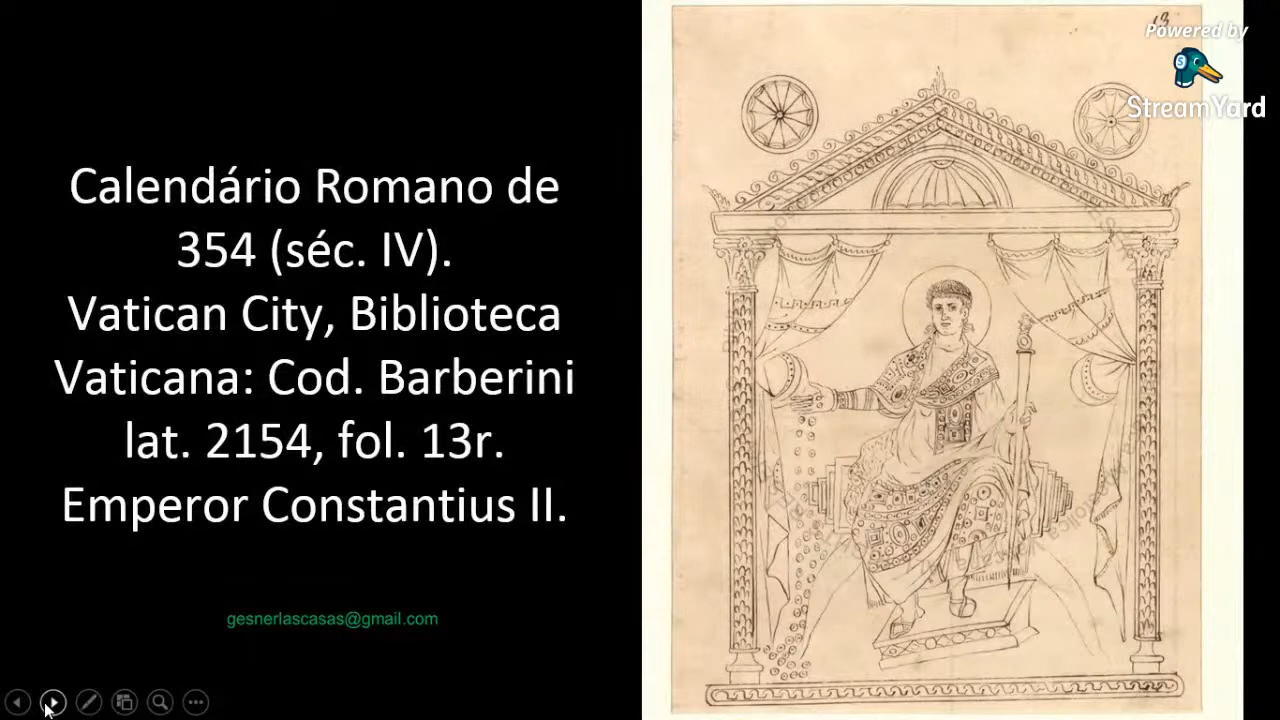 Calendário Romano de
354 (séc. IV).
Vatican City, Biblioteca
Vaticana: Cod. Barberini
lat. 2154, fol. 13r.
Emperor Constantius II.
gesnerlascasas@gmail.com
13
Powered by
StreamYard